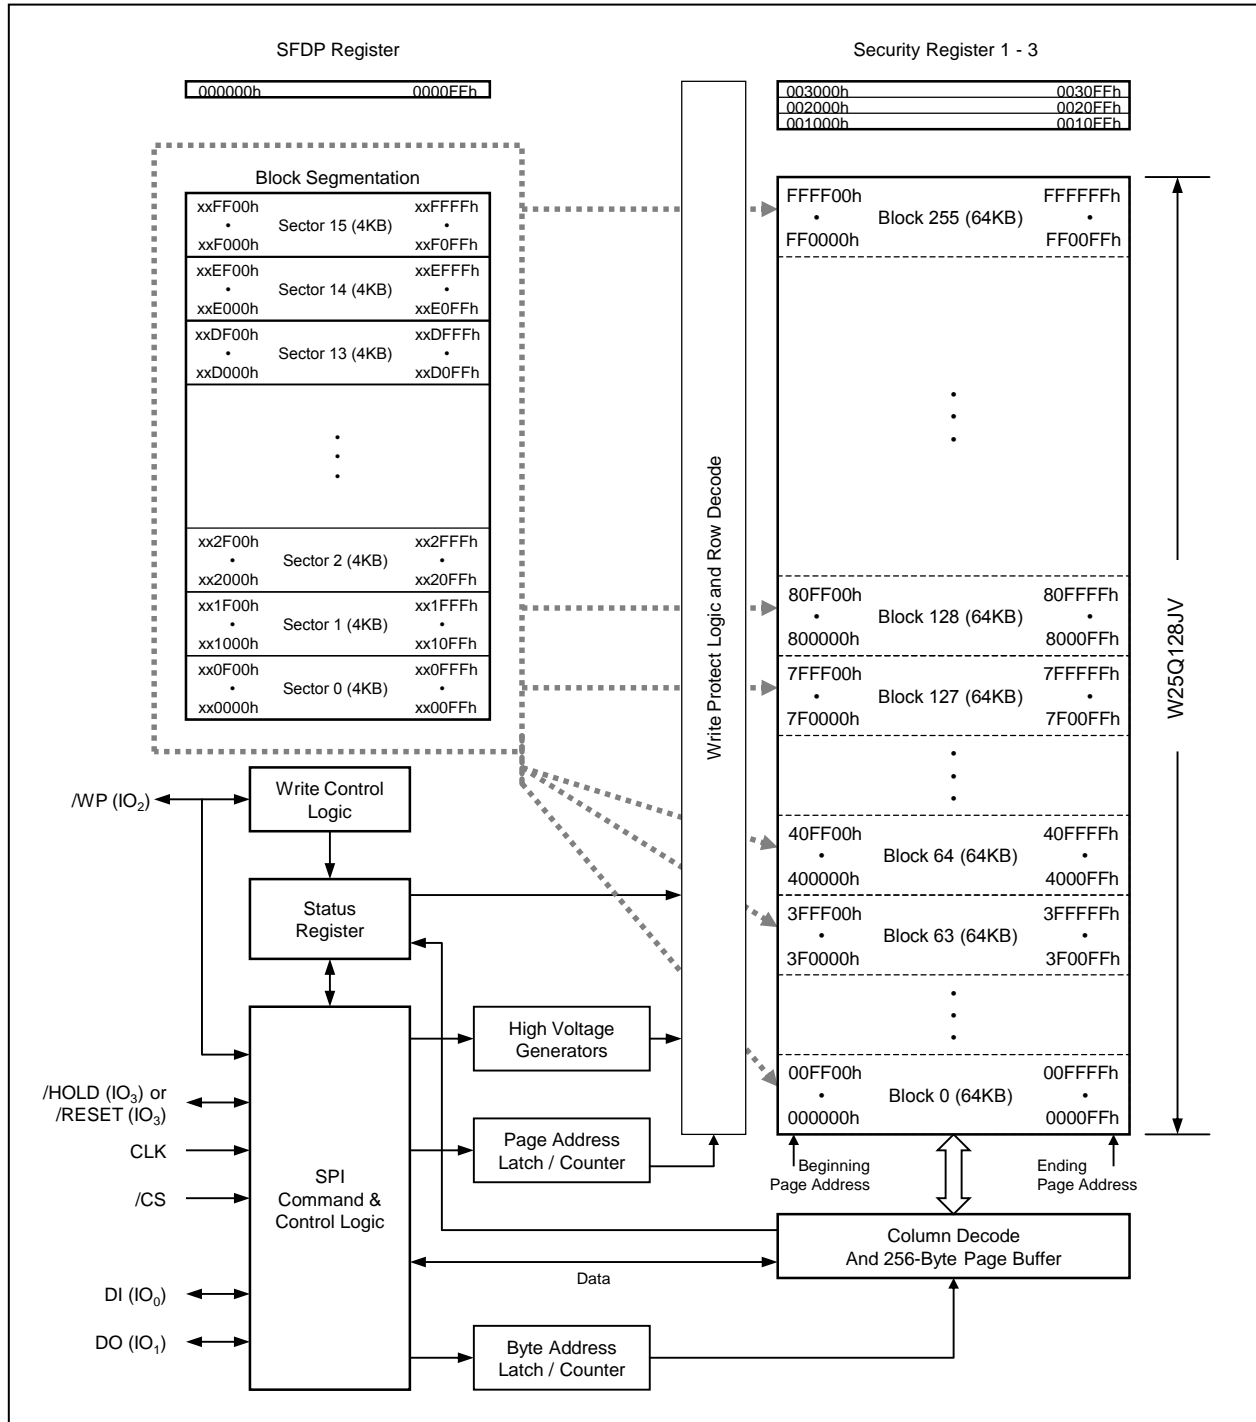 SFDP Register
000000h 0000FFh
Security Register 1 - 3
003000h 0030FFh
002000h 0020FFh
001000h 0010FFh
Block Segmentation
xxFF00h xxFFFFh
• Sector 15 (4KB) •
xxF000h xxF0FFh
xxEF00h xxEFFFh
• Sector 14 (4KB) •
xxE000h xxE0FFh
xxDF00h xxDFFFh
• Sector 13 (4KB) •
xxD000h xxD0FFh
xx2F00h xx2FFFh
• Sector 2 (4KB) •
xx2000h xx20FFh
xx1F00h xx1FFFh
• Sector 1 (4KB) •
xx1000h xx10FFh
xx0F00h xx0FFFh
• Sector 0 (4KB) •
xx0000h xx00FFh
Write Protect Logic and Row Decode
FFFF00h FFFFFFh
• Block 255 (64KB) •
FF0000h FF00FFh
80FF00h 80FFFFh
• Block 128 (64KB) •
800000h 8000FFh
7FFF00h 7FFFFFh
• Block 127 (64KB) •
7F0000h 7F00FFh
40FF00h 40FFFFh
• Block 64 (64KB) •
400000h 4000FFh
3FFF00h 3FFFFFh
• Block 63 (64KB) •
3F0000h 3F00FFh
00FF00h 00FFFFh
• Block 0 (64KB) •
000000h 0000FFh
W25Q128JV
Beginning
Page Address
Ending
Page Address
/WP (IO2)
Write Control
Logic
Status
Register
High Voltage
Generators
/HOLD (IO3) or
/RESET (IO3)
CLK
/CS
Page Address
Latch / Counter
SPI
Command &
Control Logic
Column Decode
And 256-Byte Page Buffer
Data
DI (IO0)
DO (IO1)
Byte Address
Latch / Counter